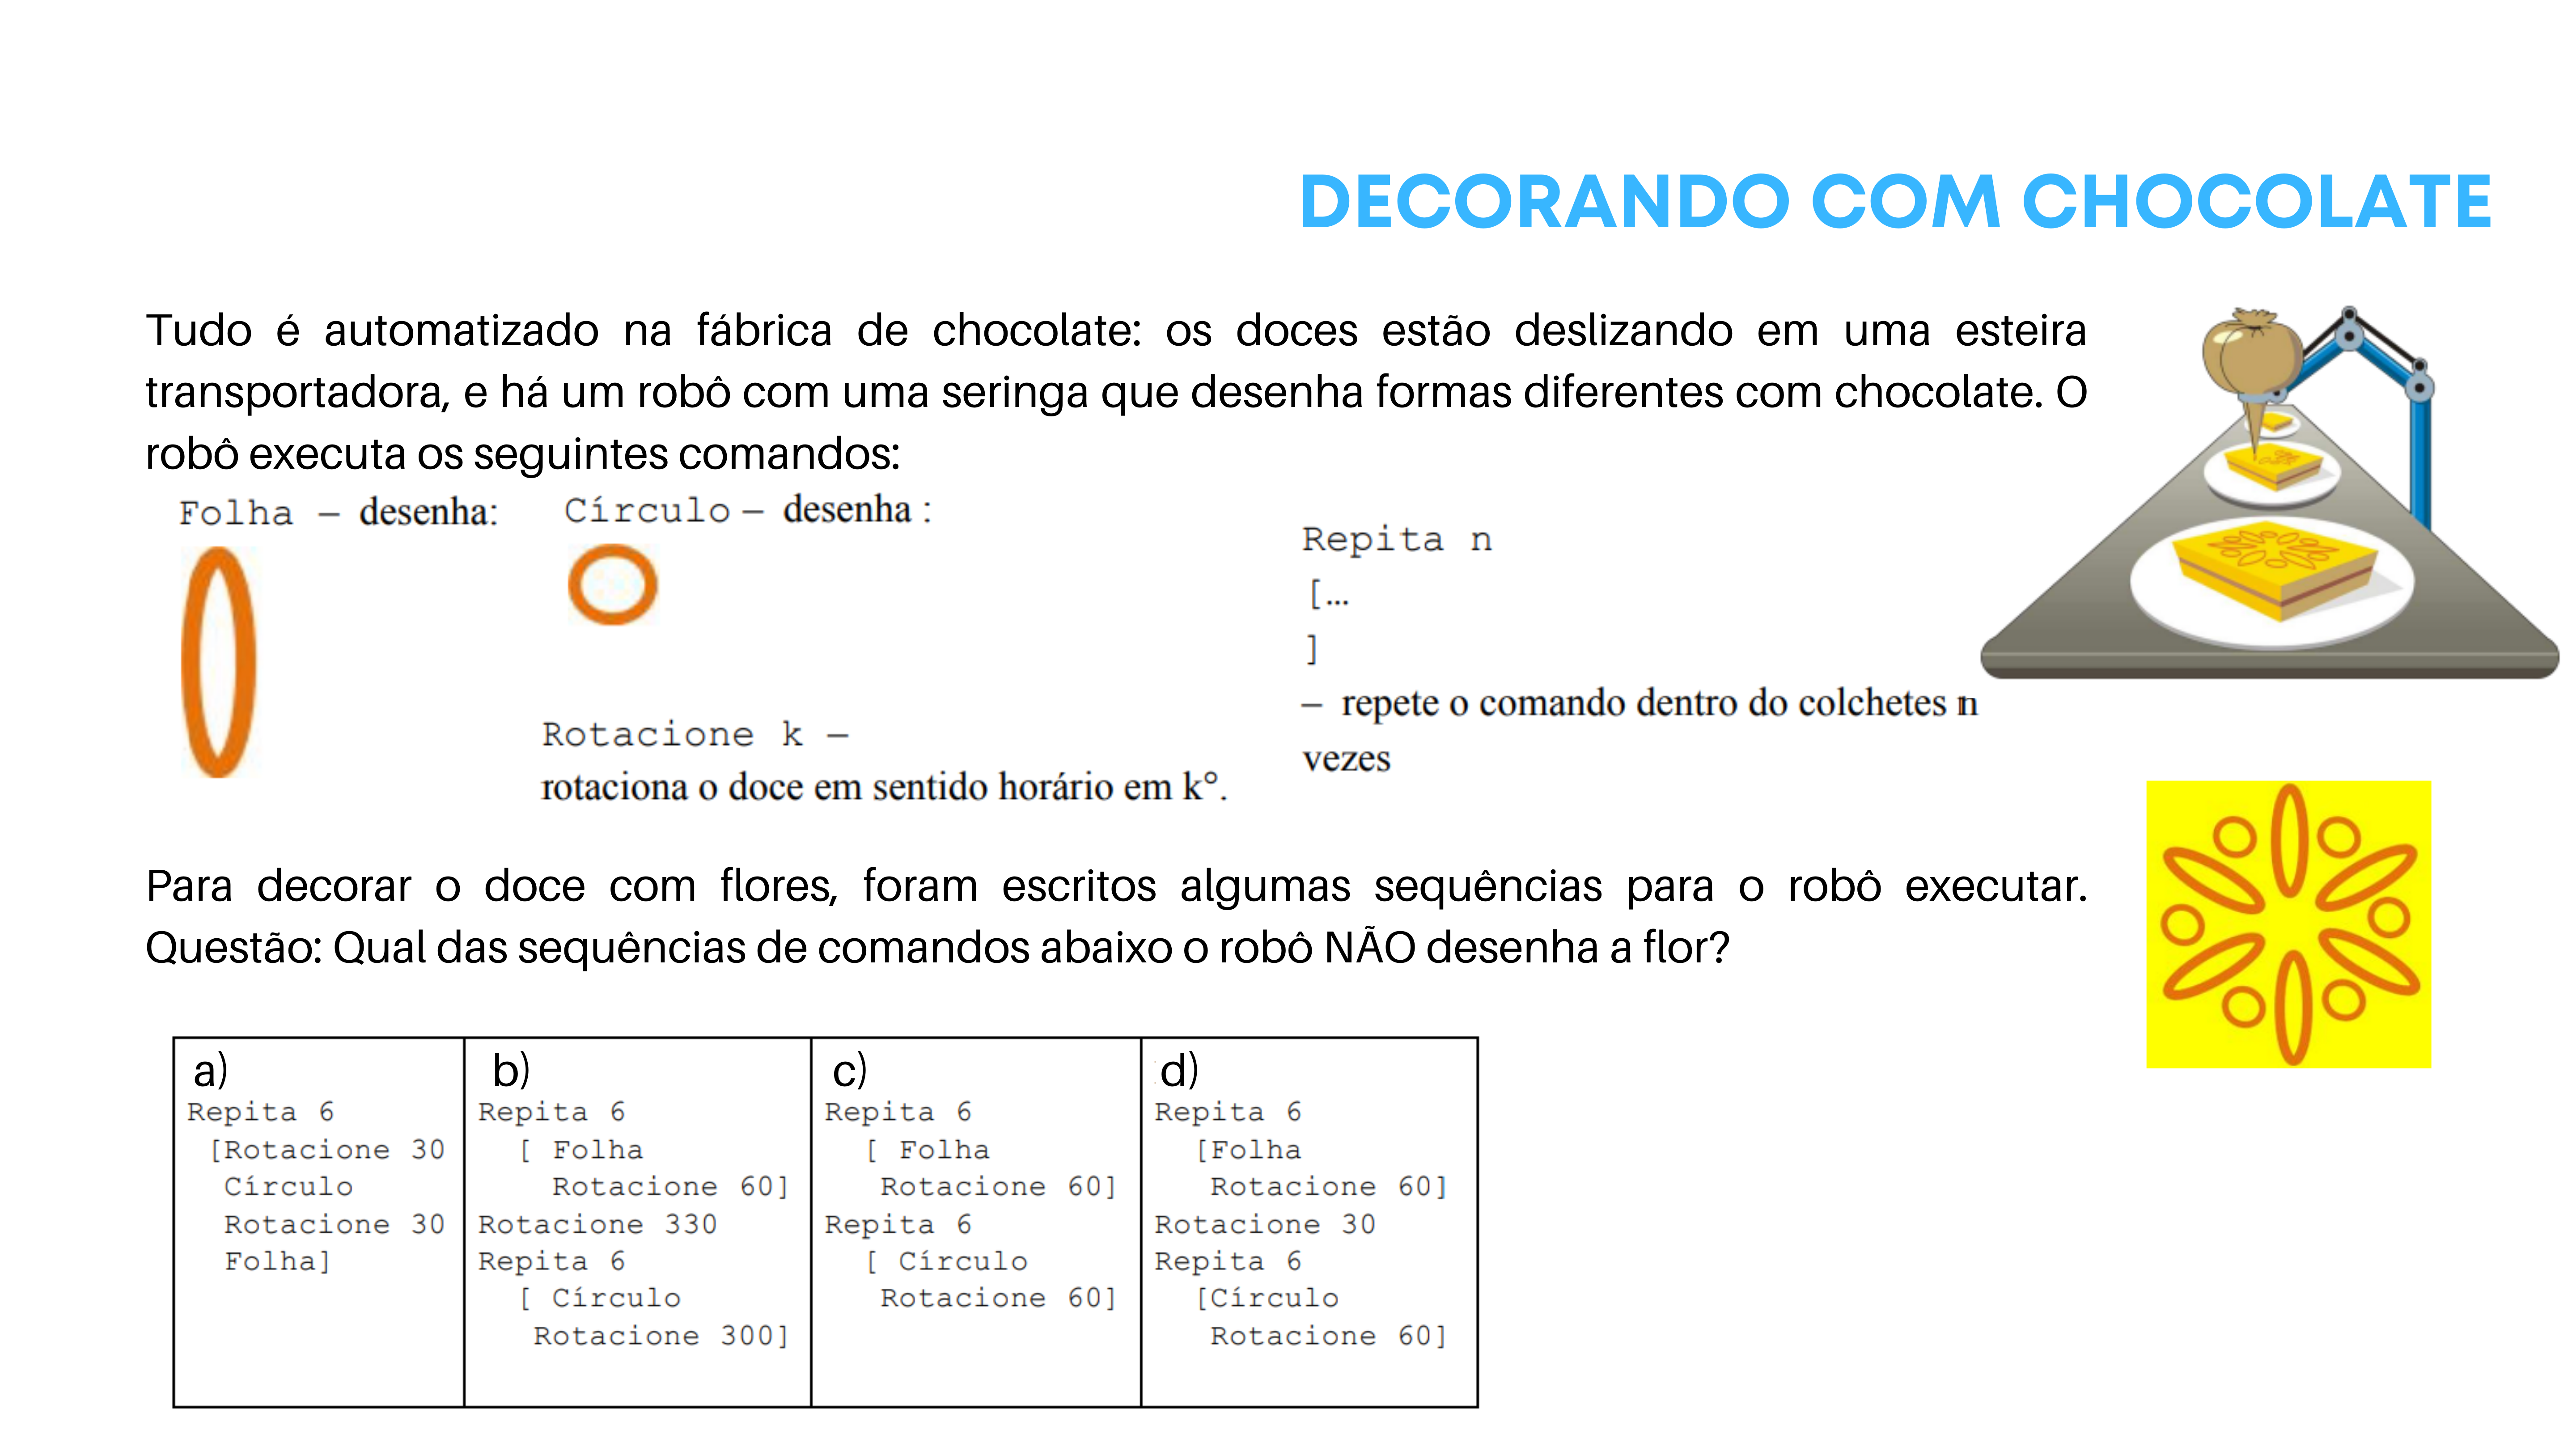 DECORANDO COM CHOCOLATE
Tudo é automatizado na fábrica de chocolate: os doces estão deslizando em uma esteira
transportadora, e há um robô com uma seringa que desenha formas diferentes com chocolate. O
robô executa os seguintes comandos:
Folha – desenha:
Círculo – desenha :
Rotacione k –
rotaciona o doce em sentido horário em k°.
Repita n
[...
]
– repete o comando dentro do colchetes n
vezes
Para decorar o doce com flores, foram escritos algumas sequências para o robô executar.
Questão: Qual das sequências de comandos abaixo o robô NÃO desenha a flor?
a)
Repita 6
[Rotacione 30
Círculo
Rotacione 30
Folha]
b)
Repita 6
[ Folha
Rotacione 60]
Rotacione 330
Repita 6
[ Círculo
Rotacione 300]
c)
Repita 6
[ Folha
Rotacione 60]
Repita 6
[ Círculo
Rotacione 60]
d)
Repita 6
[Folha
Rotacione 60]
Rotacione 30
Repita 6
[Círculo
Rotacione 60]